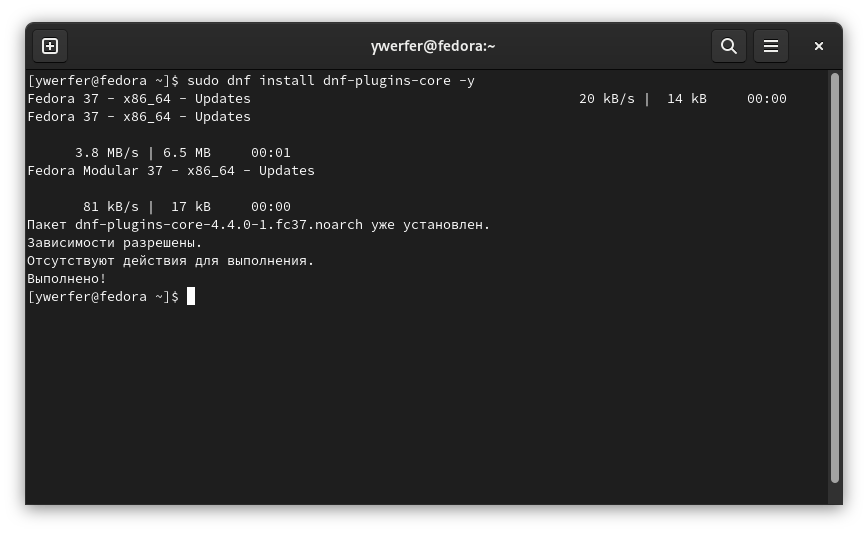 ywerfer@fedora:~
[ywerfer@fedora ~]$ sudo dnf install dnf-plugins-core -y
Fedora 37 - x86_64 - Updates 20 kB/s | 14 kB 00:00
Fedora 37 - x86_64 - Updates
3.8 MB/s | 6.5 MB 00:01
Fedora Modular 37 - x86_64 - Updates
81 kB/s | 17 kB 00:00
Пакет dnf-plugins-core-4.4.0-1.fc37.noarch уже установлен.
Зависимости разрешены.
Отсутствуют действия для выполнения.
Выполнено!
[ywerfer@fedora ~]$